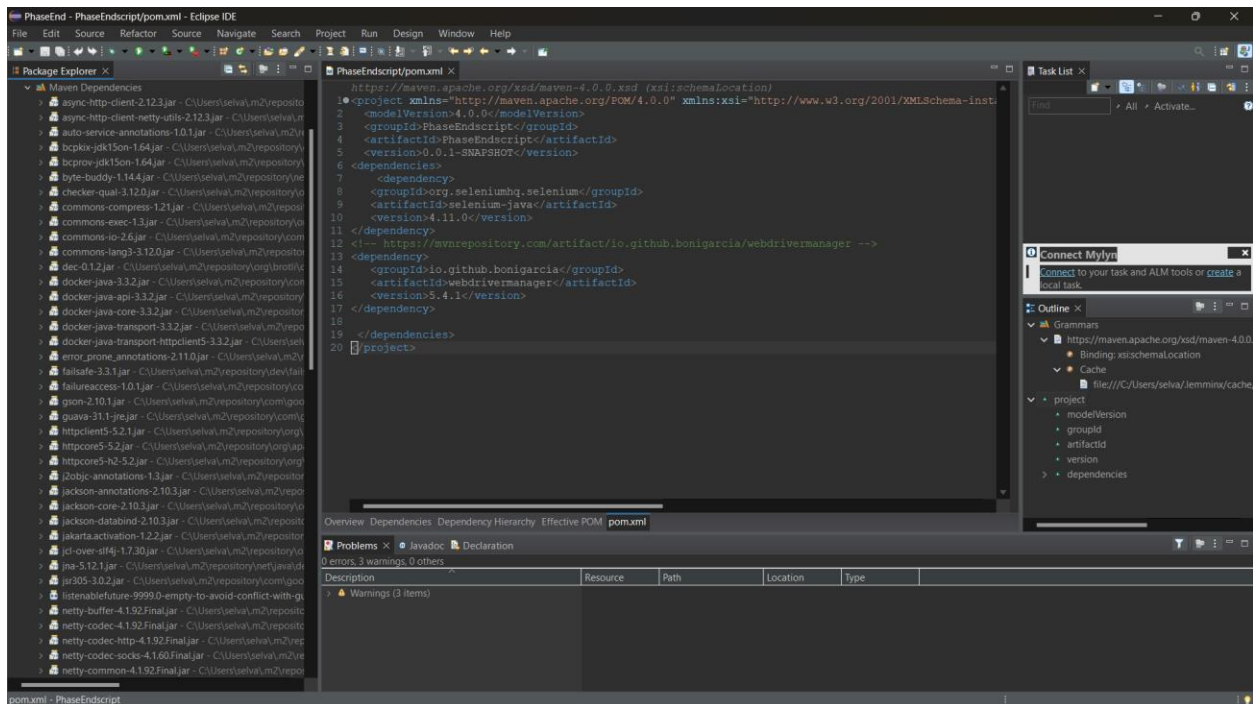 PhaseEnd - PhaseEndscript/pom.xml - Eclipse IDE
File Edit Source Refactor Source Navigate Search Project Run Design Window Help
Package Explorer
Maven Dependencies
async-http-client-2.12.3.jar - C:\Users\selva\.m2\reposito
async-http-client-netty-utils-2.12.3.jar - C:\Users\selva\.m
auto-service-annotations-1.0.1.jar - C:\Users\selva\.m2\re
bcpkix-jdk15on-1.64.jar - C:\Users\selva\.m2\repository\
bcprov-jdk15on-1.64.jar - C:\Users\selva\.m2\repository\
byte-buddy-1.14.4.jar - C:\Users\selva\.m2\repository\ne
checker-qual-3.12.0.jar - C:\Users\selva\.m2\repository\o
commons-compress-1.21.jar - C:\Users\selva\.m2\reposi
commons-exec-1.3.jar - C:\Users\selva\.m2\repository\o
commons-io-2.6.jar - C:\Users\selva\.m2\repository\com
commons-lang3-3.12.0.jar - C:\Users\selva\.m2\repositor
dec-0.1.2.jar - C:\Users\selva\.m2\repository\org\brotli\d
docker-java-3.3.2.jar - C:\Users\selva\.m2\repository\con
docker-java-api-3.3.2.jar - C:\Users\selva\.m2\repository\
docker-java-core-3.3.2.jar - C:\Users\selva\.m2\repositor
docker-java-transport-3.3.2.jar - C:\Users\selva\.m2\repo
docker-java-transport-httpclient5-3.3.2.jar - C:\Users\selv
error_prone_annotations-2.11.0.jar - C:\Users\selva\.m2\r
failsafe-3.3.1.jar - C:\Users\selva\.m2\repository\dev\fail
failureaccess-1.0.1.jar - C:\Users\selva\.m2\repository\co
gson-2.10.1.jar - C:\Users\selva\.m2\repository\com\goo
guava-31.1-jre.jar - C:\Users\selva\.m2\repository\com\g
httpclient5-5.2.1.jar - C:\Users\selva\.m2\repository\org\
httpcore5-5.2.jar - C:\Users\selva\.m2\repository\org\ap
httpcore5-h2-5.2.jar - C:\Users\selva\.m2\repository\org\
j2objc-annotations-1.3.jar - C:\Users\selva\.m2\repositor
jackson-annotations-2.10.3.jar - C:\Users\selva\.m2\repo
jackson-core-2.10.3.jar - C:\Users\selva\.m2\repository\o
jackson-databind-2.10.3.jar - C:\Users\selva\.m2\reposito
jakarta.activation-1.2.2.jar - C:\Users\selva\.m2\repositor
jcl-over-slf4j-1.7.30.jar - C:\Users\selva\.m2\repository\o
jna-5.12.1.jar - C:\Users\selva\.m2\repository\net\java\de
jsr305-3.0.2.jar - C:\Users\selva\.m2\repository\com\goo
listenablefuture-9999.0-empty-to-avoid-conflict-with-gu
netty-buffer-4.1.92.Final.jar - C:\Users\selva\.m2\reposito
netty-codec-4.1.92.Final.jar - C:\Users\selva\.m2\reposito
netty-codec-http-4.1.92.Final.jar - C:\Users\selva\.m2\rep
netty-codec-socks-4.1.60.Final.jar - C:\Users\selva\.m2\re
netty-common-4.1.92.Final.jar - C:\Users\selva\.m2\repos
PhaseEndscript/pom.xml
https://maven.apache.org/xsd/maven-4.0.0.xsd (xsi:schemaLocation)
1 <project xmlns="http://maven.apache.org/POM/4.0.0" xmlns:xsi="http://www.w3.org/2001/XMLSchema-insta
2 <modelVersion>4.0.0</modelVersion>
3 <groupId>PhaseEndscript</groupId>
4 <artifactId>PhaseEndscript</artifactId>
5 <version>0.0.1-SNAPSHOT</version>
6 <dependencies>
7 <dependency>
8 <groupId>org.seleniumhq.selenium</groupId>
9 <artifactId>selenium-java</artifactId>
10 <version>4.11.0</version>
11 </dependency>
12 <!-- https://mvnrepository.com/artifact/io.github.bonigarcia/webdrivermanager -->
13 <dependency>
14 <groupId>io.github.bonigarcia</groupId>
15 <artifactId>webdrivermanager</artifactId>
16 <version>5.4.1</version>
17 </dependency>
18
19 </dependencies>
20 </project>
Overview Dependencies Dependency Hierarchy Effective POM pom.xml
Problems Javadoc Declaration
0 errors, 3 warnings, 0 others
Description Resource Path Location Type
Warnings (3 items)
Task List
Find All Activate...
Connect Mylyn
Connect to your task and ALM tools or create a
local task.
Outline
Grammars
https://maven.apache.org/xsd/maven-4.0.0.
Binding: xsi:schemaLocation
Cache
file:///C:/Users/selva/.lemminx/cache,
project
modelVersion
groupId
artifactId
version
dependencies
pom.xml - PhaseEndscript